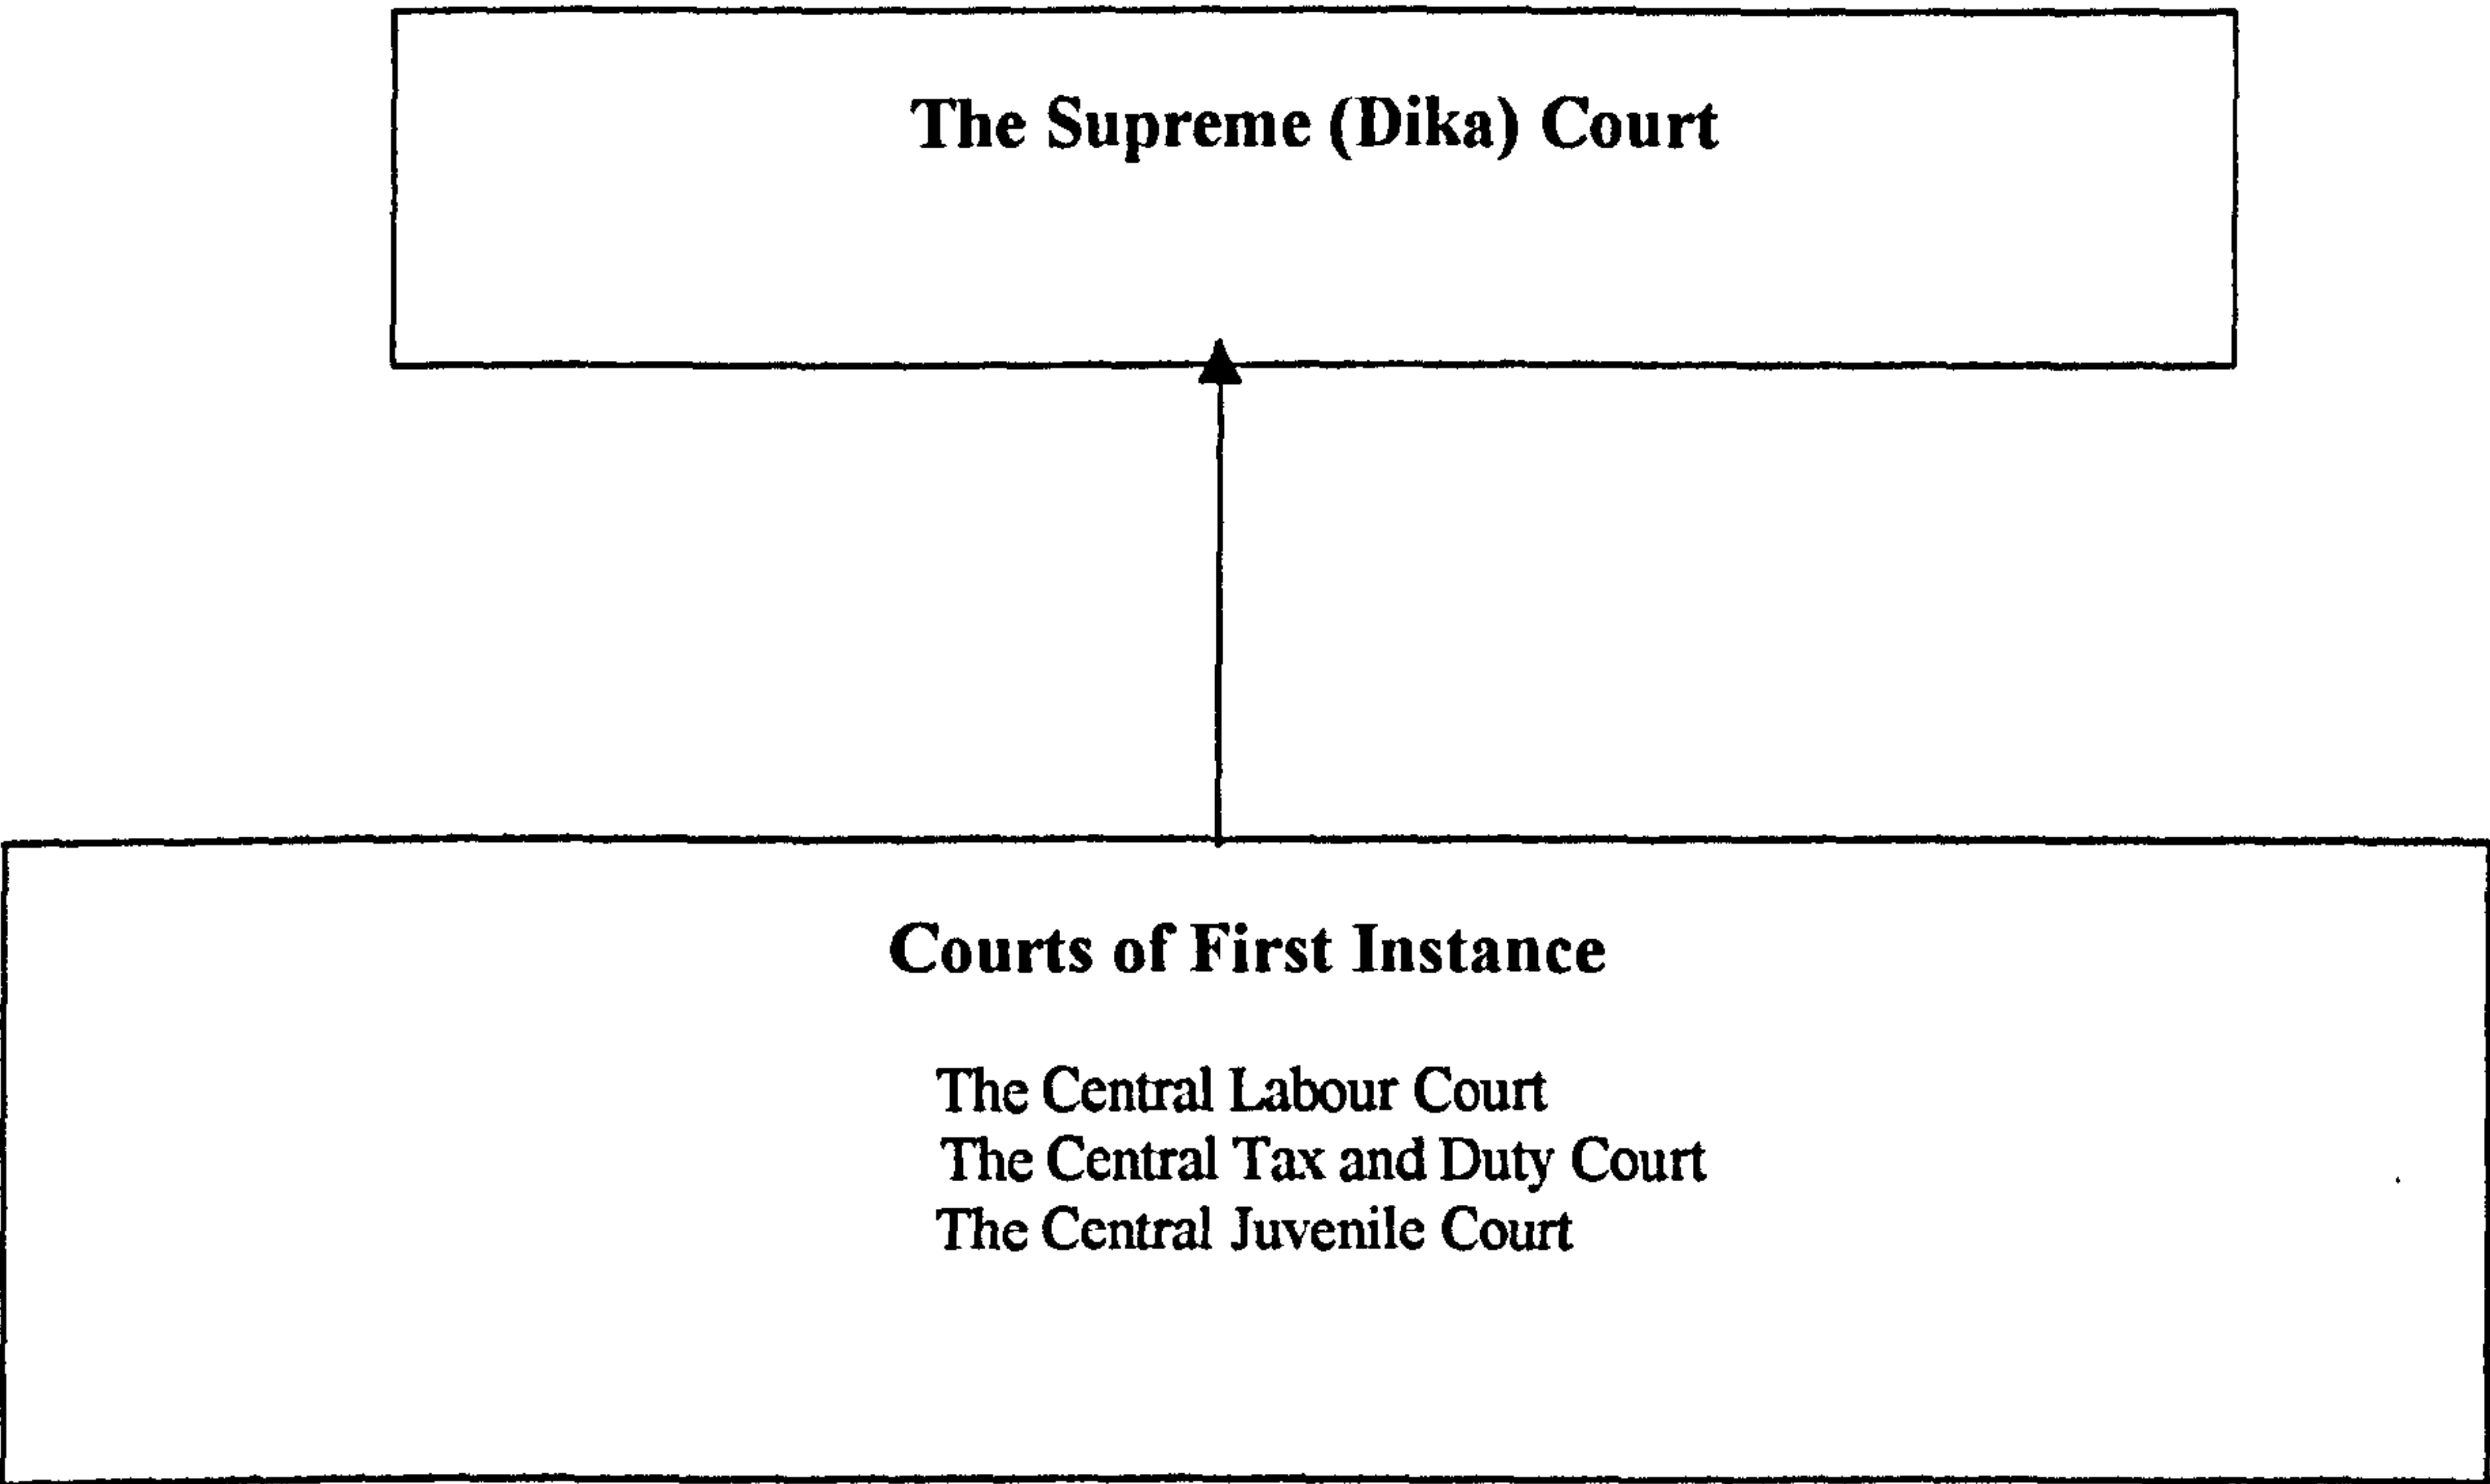 The Supreme (Dika) Court
Courts of First Instance
The Central Labour Court
The Central Tax and Duty Court
The Central Juvenile Court